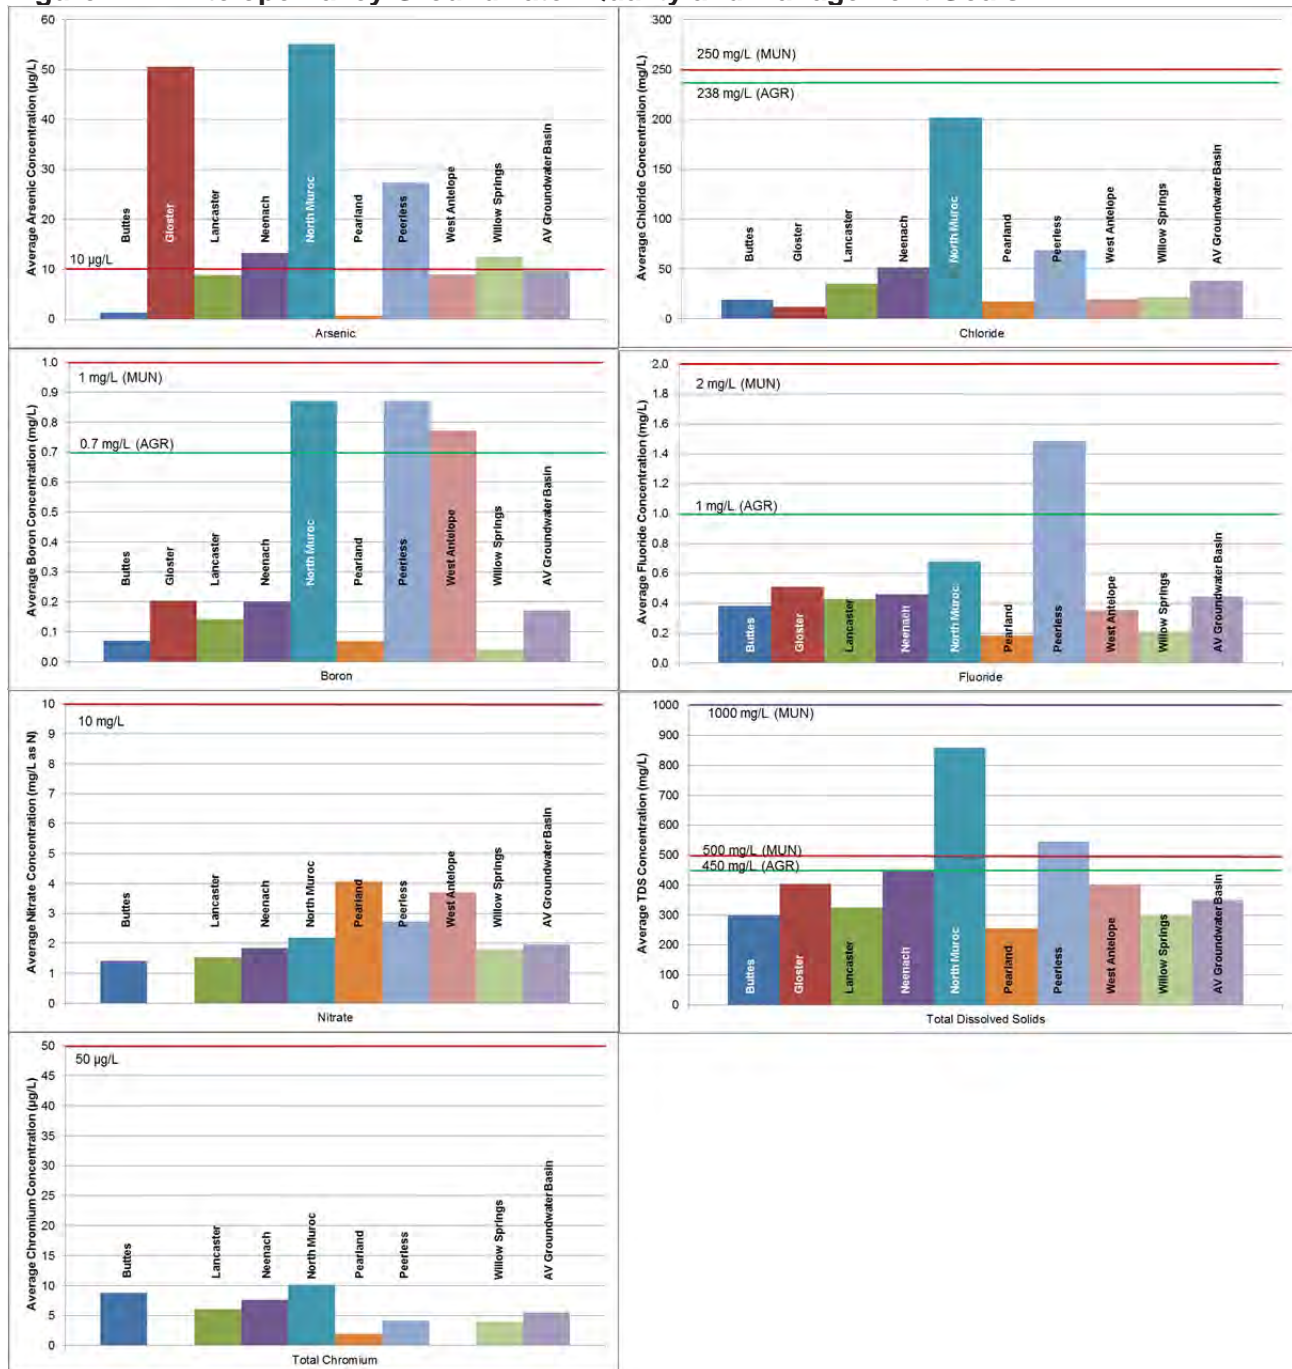 60
50
40
30
20
10
0
Average Arsenic Concentration (µg/L)
10 µg/L
Buttes
Gloster
Lancaster
Neenach
North Muroc
Pearland
Peerless
West Antelope
Willow Springs
AV Groundwater Basin
Arsenic
300
250
200
150
100
50
0
Average Chloride Concentration (mg/L)
250 mg/L (MUN)
238 mg/L (AGR)
Buttes
Gloster
Lancaster
Neenach
North Muroc
Pearland
Peerless
West Antelope
Willow Springs
AV Groundwater Basin
Chloride
1.0
0.9
0.8
0.7
0.6
0.5
0.4
0.3
0.2
0.1
0.0
Average Boron Concentration (mg/L)
1 mg/L (MUN)
0.7 mg/L (AGR)
Buttes
Gloster
Lancaster
Neenach
North Muroc
Pearland
Peerless
West Antelope
Willow Springs
AV Groundwater Basin
Boron
2.0
1.8
1.6
1.4
1.2
1.0
0.8
0.6
0.4
0.2
0.0
Average Fluoride Concentration (mg/L)
2 mg/L (MUN)
1 mg/L (AGR)
Buttes
Gloster
Lancaster
Neenach
North Muroc
Pearland
Peerless
West Antelope
Willow Springs
AV Groundwater Basin
Fluoride
10
9
8
7
6
5
4
3
2
1
0
Average Nitrate Concentration (mg/L as N)
10 mg/L
Buttes
Lancaster
Neenach
North Muroc
Pearland
Peerless
West Antelope
Willow Springs
AV Groundwater Basin
Nitrate
1000
900
800
700
600
500
400
300
200
100
0
Average TDS Concentration (mg/L)
1000 mg/L (MUN)
500 mg/L (MUN)
450 mg/L (AGR)
Buttes
Gloster
Lancaster
Neenach
North Muroc
Pearland
Peerless
West Antelope
Willow Springs
AV Groundwater Basin
Total Dissolved Solids
50
45
40
35
30
25
20
15
10
5
0
Average Chromium Concentration (µg/L)
50 µg/L
Buttes
Lancaster
Neenach
North Muroc
Pearland
Peerless
Willow Springs
AV Groundwater Basin
Total Chromium